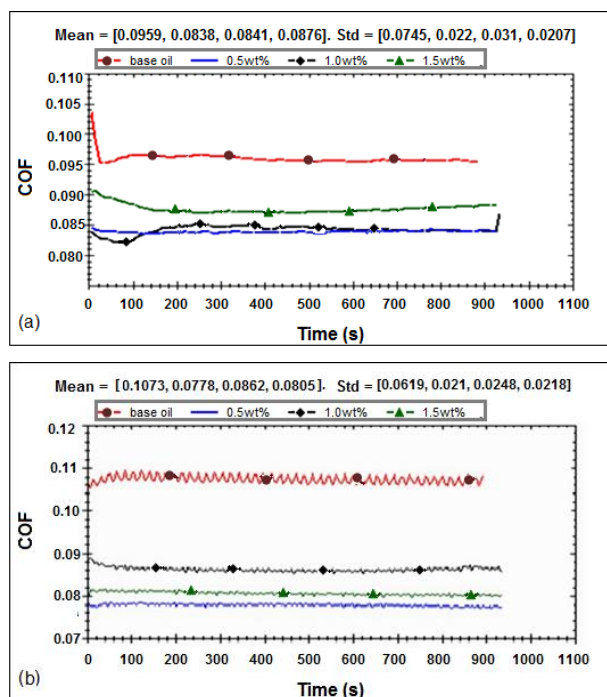 Mean = [0.0959, 0.0838, 0.0841, 0.0876]. Std = [0.0745, 0.022, 0.031, 0.0207]
base oil 0.5wt% 1.0wt% 1.5wt%
0.110
0.105
0.100
0.095
0.090
0.085
0.080
COF
0 100 200 300 400 500 600 700 800 900 1000 1100
Time (s)
(a)
Mean = [0.1073, 0.0778, 0.0862, 0.0805]. Std = [0.0619, 0.021, 0.0248, 0.0218]
base oil 0.5wt% 1.0wt% 1.5wt%
0.12
0.11
0.10
0.09
0.08
0.07
COF
0 100 200 300 400 500 600 700 800 900 1000 1100
Time (s)
(b)